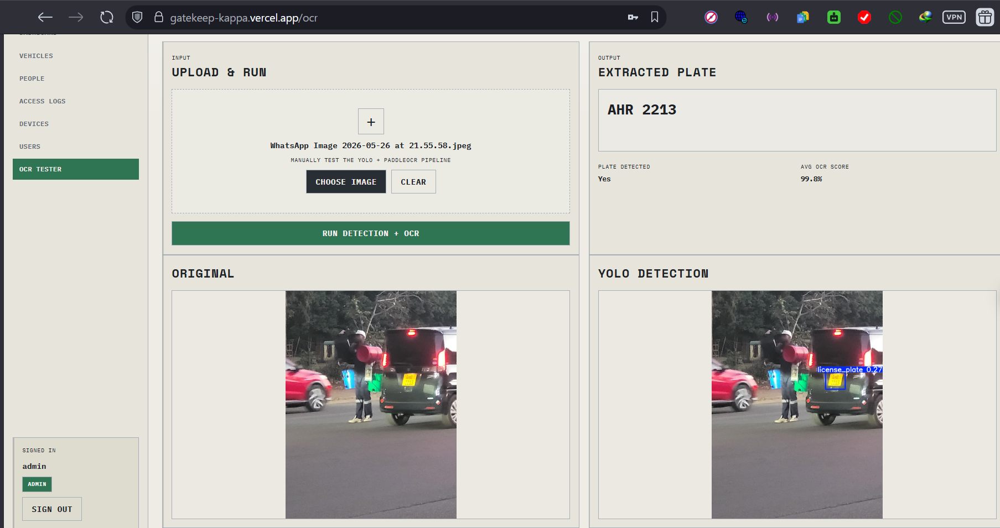 gatekeep-kappa.vercel.app/ocr
VPN
VEHICLES
PEOPLE
ACCESS LOGS
DEVICES
USERS
OCR TESTER
SIGNED IN
admin
ADMIN
SIGN OUT
INPUT
UPLOAD & RUN
+
WhatsApp Image 2026-05-26 at 21.55.58.jpeg
MANUALLY TEST THE YOLO + PADDLEOCR PIPELINE
CHOOSE IMAGE
CLEAR
RUN DETECTION + OCR
OUTPUT
EXTRACTED PLATE
AHR 2213
PLATE DETECTED
Yes
AVG OCR SCORE
99.8%
ORIGINAL
AHR
2213
YOLO DETECTION
license_plate 0.27